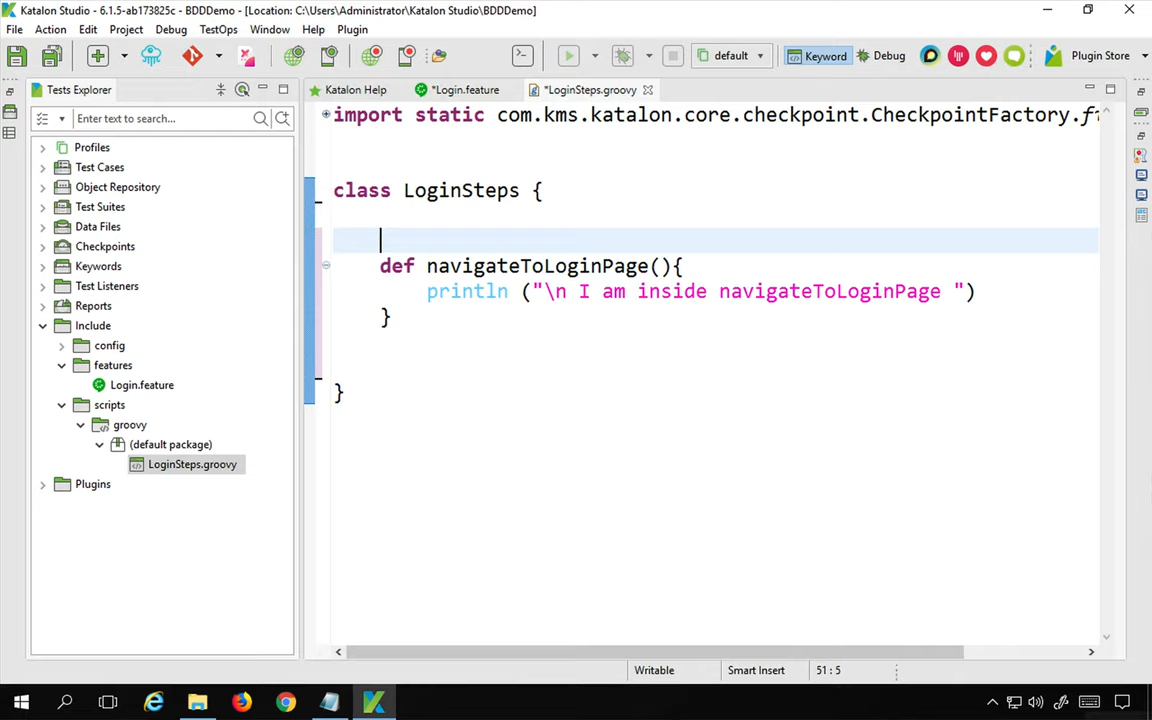 Katalon Studio - 6.1.5-ab173825c - BDDDemo - [Location: C:\Users\Administrator\Katalon Studio\BDDDemo]
File Action Edit Project Debug TestOps Window Help Plugin
default Keyword Debug Plugin Store
Tests Explorer
Katalon Help *Login.feature *LoginSteps.groovy
Enter text to search...
import static com.kms.katalon.core.checkpoint.CheckpointFactory.
Profiles
Test Cases
Object Repository
Test Suites
Data Files
Checkpoints
Keywords
Test Listeners
Reports
Include
config
features
Login.feature
scripts
groovy
(default package)
LoginSteps.groovy
Plugins
class LoginSteps {
def navigateToLoginPage(){
println ("\n I am inside navigateToLoginPage ")
}
}
Writable Smart Insert 51 : 5